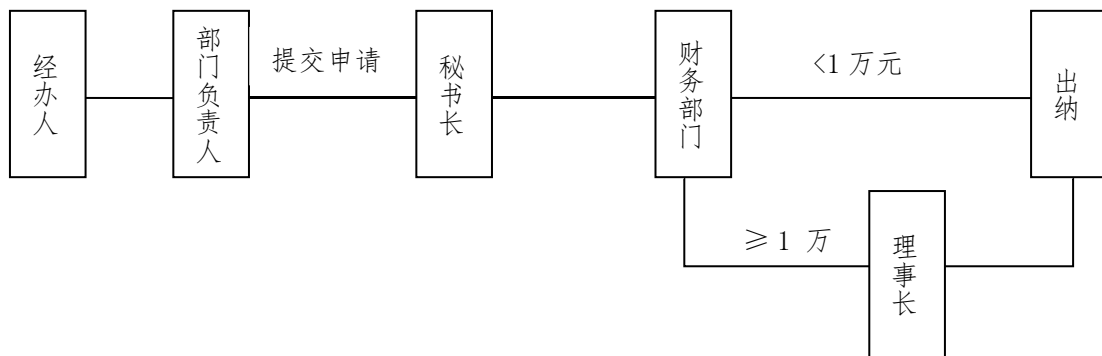 经办人
部门负责人
提交申请
秘书长
财务部门
<1 万元
出纳
≥1 万
理事长